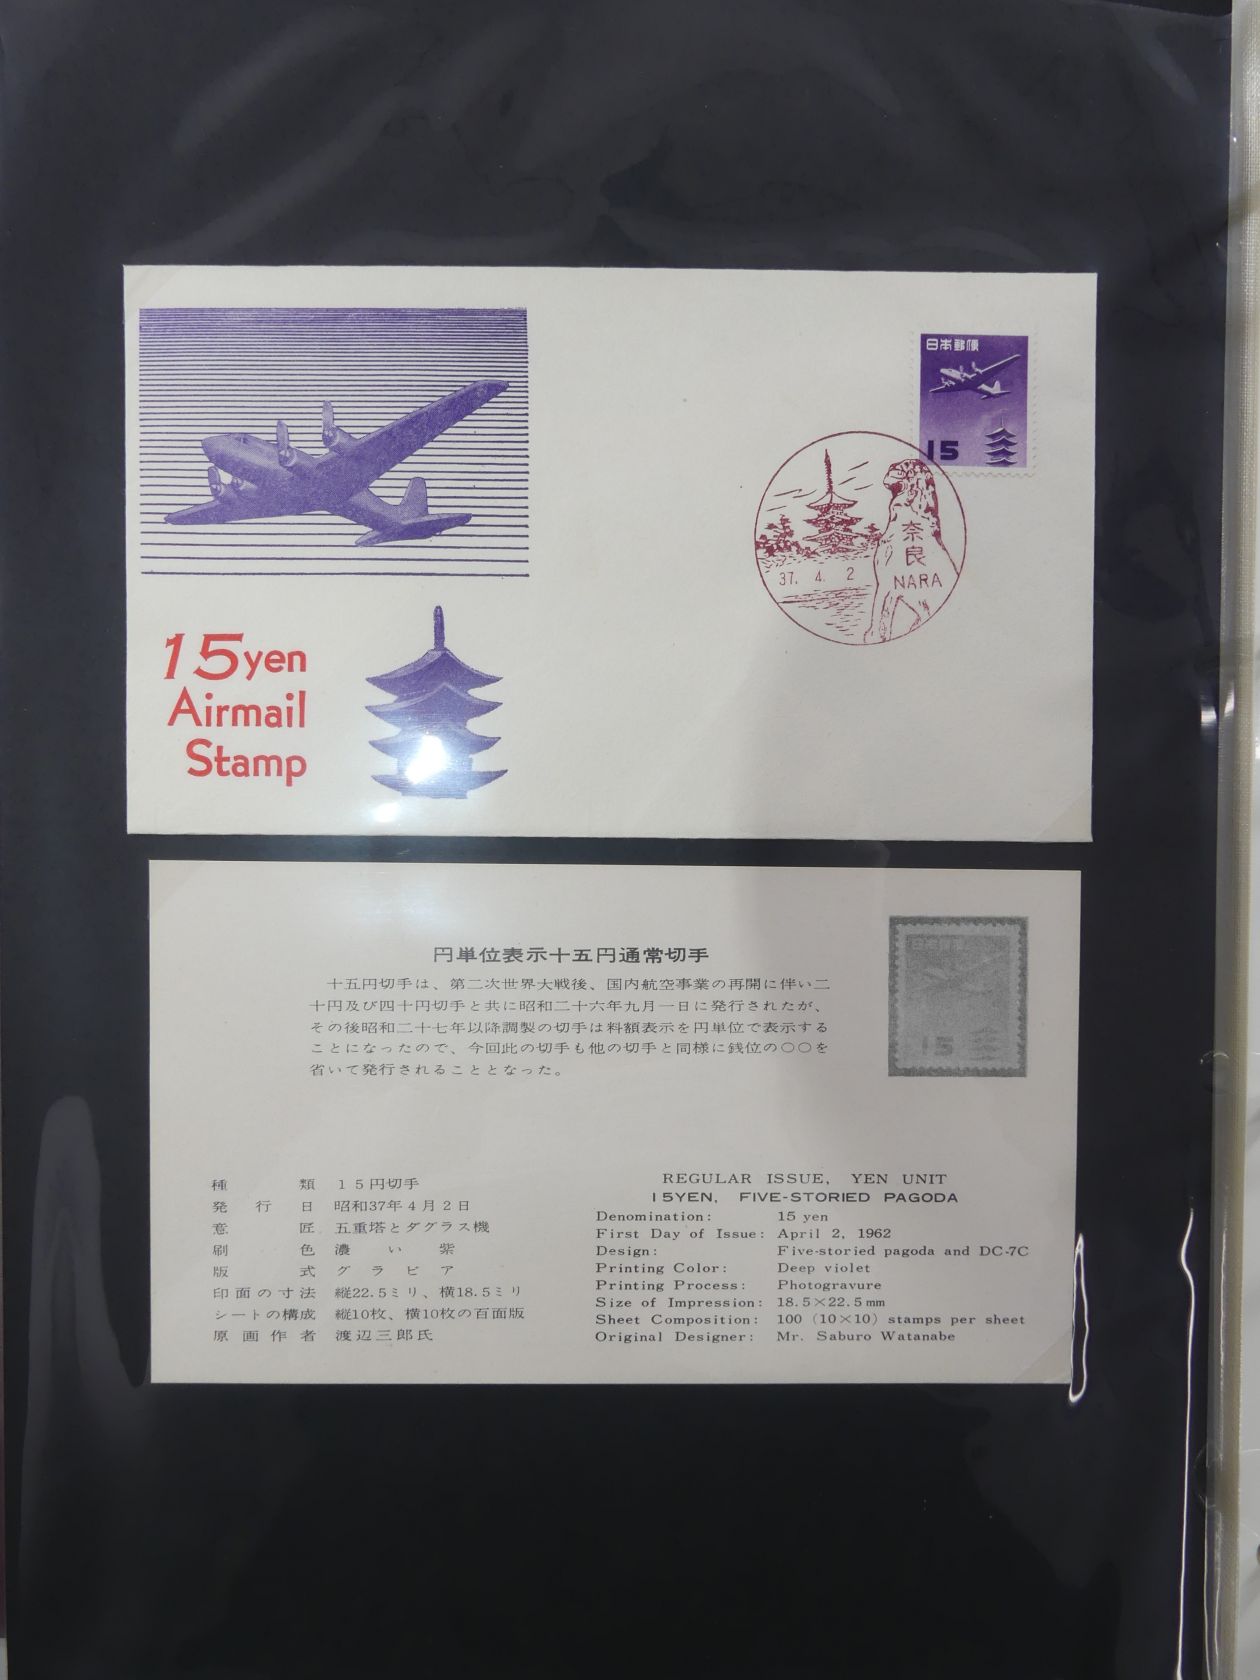 日本郵便
15
奈良
37. 4. 2
NARA
15yen
Airmail
Stamp
円単位表示十五円通常切手
十五円切手は、第二次世界大戦後、国内航空事業の再開に伴い二
十円及び四十円切手と共に昭和二十六年九月一日に発行されたが、
その後昭和二十七年以降調製の切手は料額表示を円単位で表示する
ことになったので、今回此の切手も他の切手と同様に銭位の〇〇を
省いて発行されることとなった。
日本郵便
15
種類 15円切手
発行日 昭和37年4月2日
意匠 五重塔とダグラス機
刷色 濃い紫
版式 グラビア
印面の寸法 縦22.5ミリ、横18.5ミリ
シートの構成 縦10枚、横10枚の百面版
原画作者 渡辺三郎氏
REGULAR ISSUE, YEN UNIT
15YEN, FIVE-STORIED PAGODA
Denomination: 15 yen
First Day of Issue: April 2, 1962
Design: Five-storied pagoda and DC-7C
Printing Color: Deep violet
Printing Process: Photogravure
Size of Impression: 18.5×22.5mm
Sheet Composition: 100 (10×10) stamps per sheet
Original Designer: Mr. Saburo Watanabe